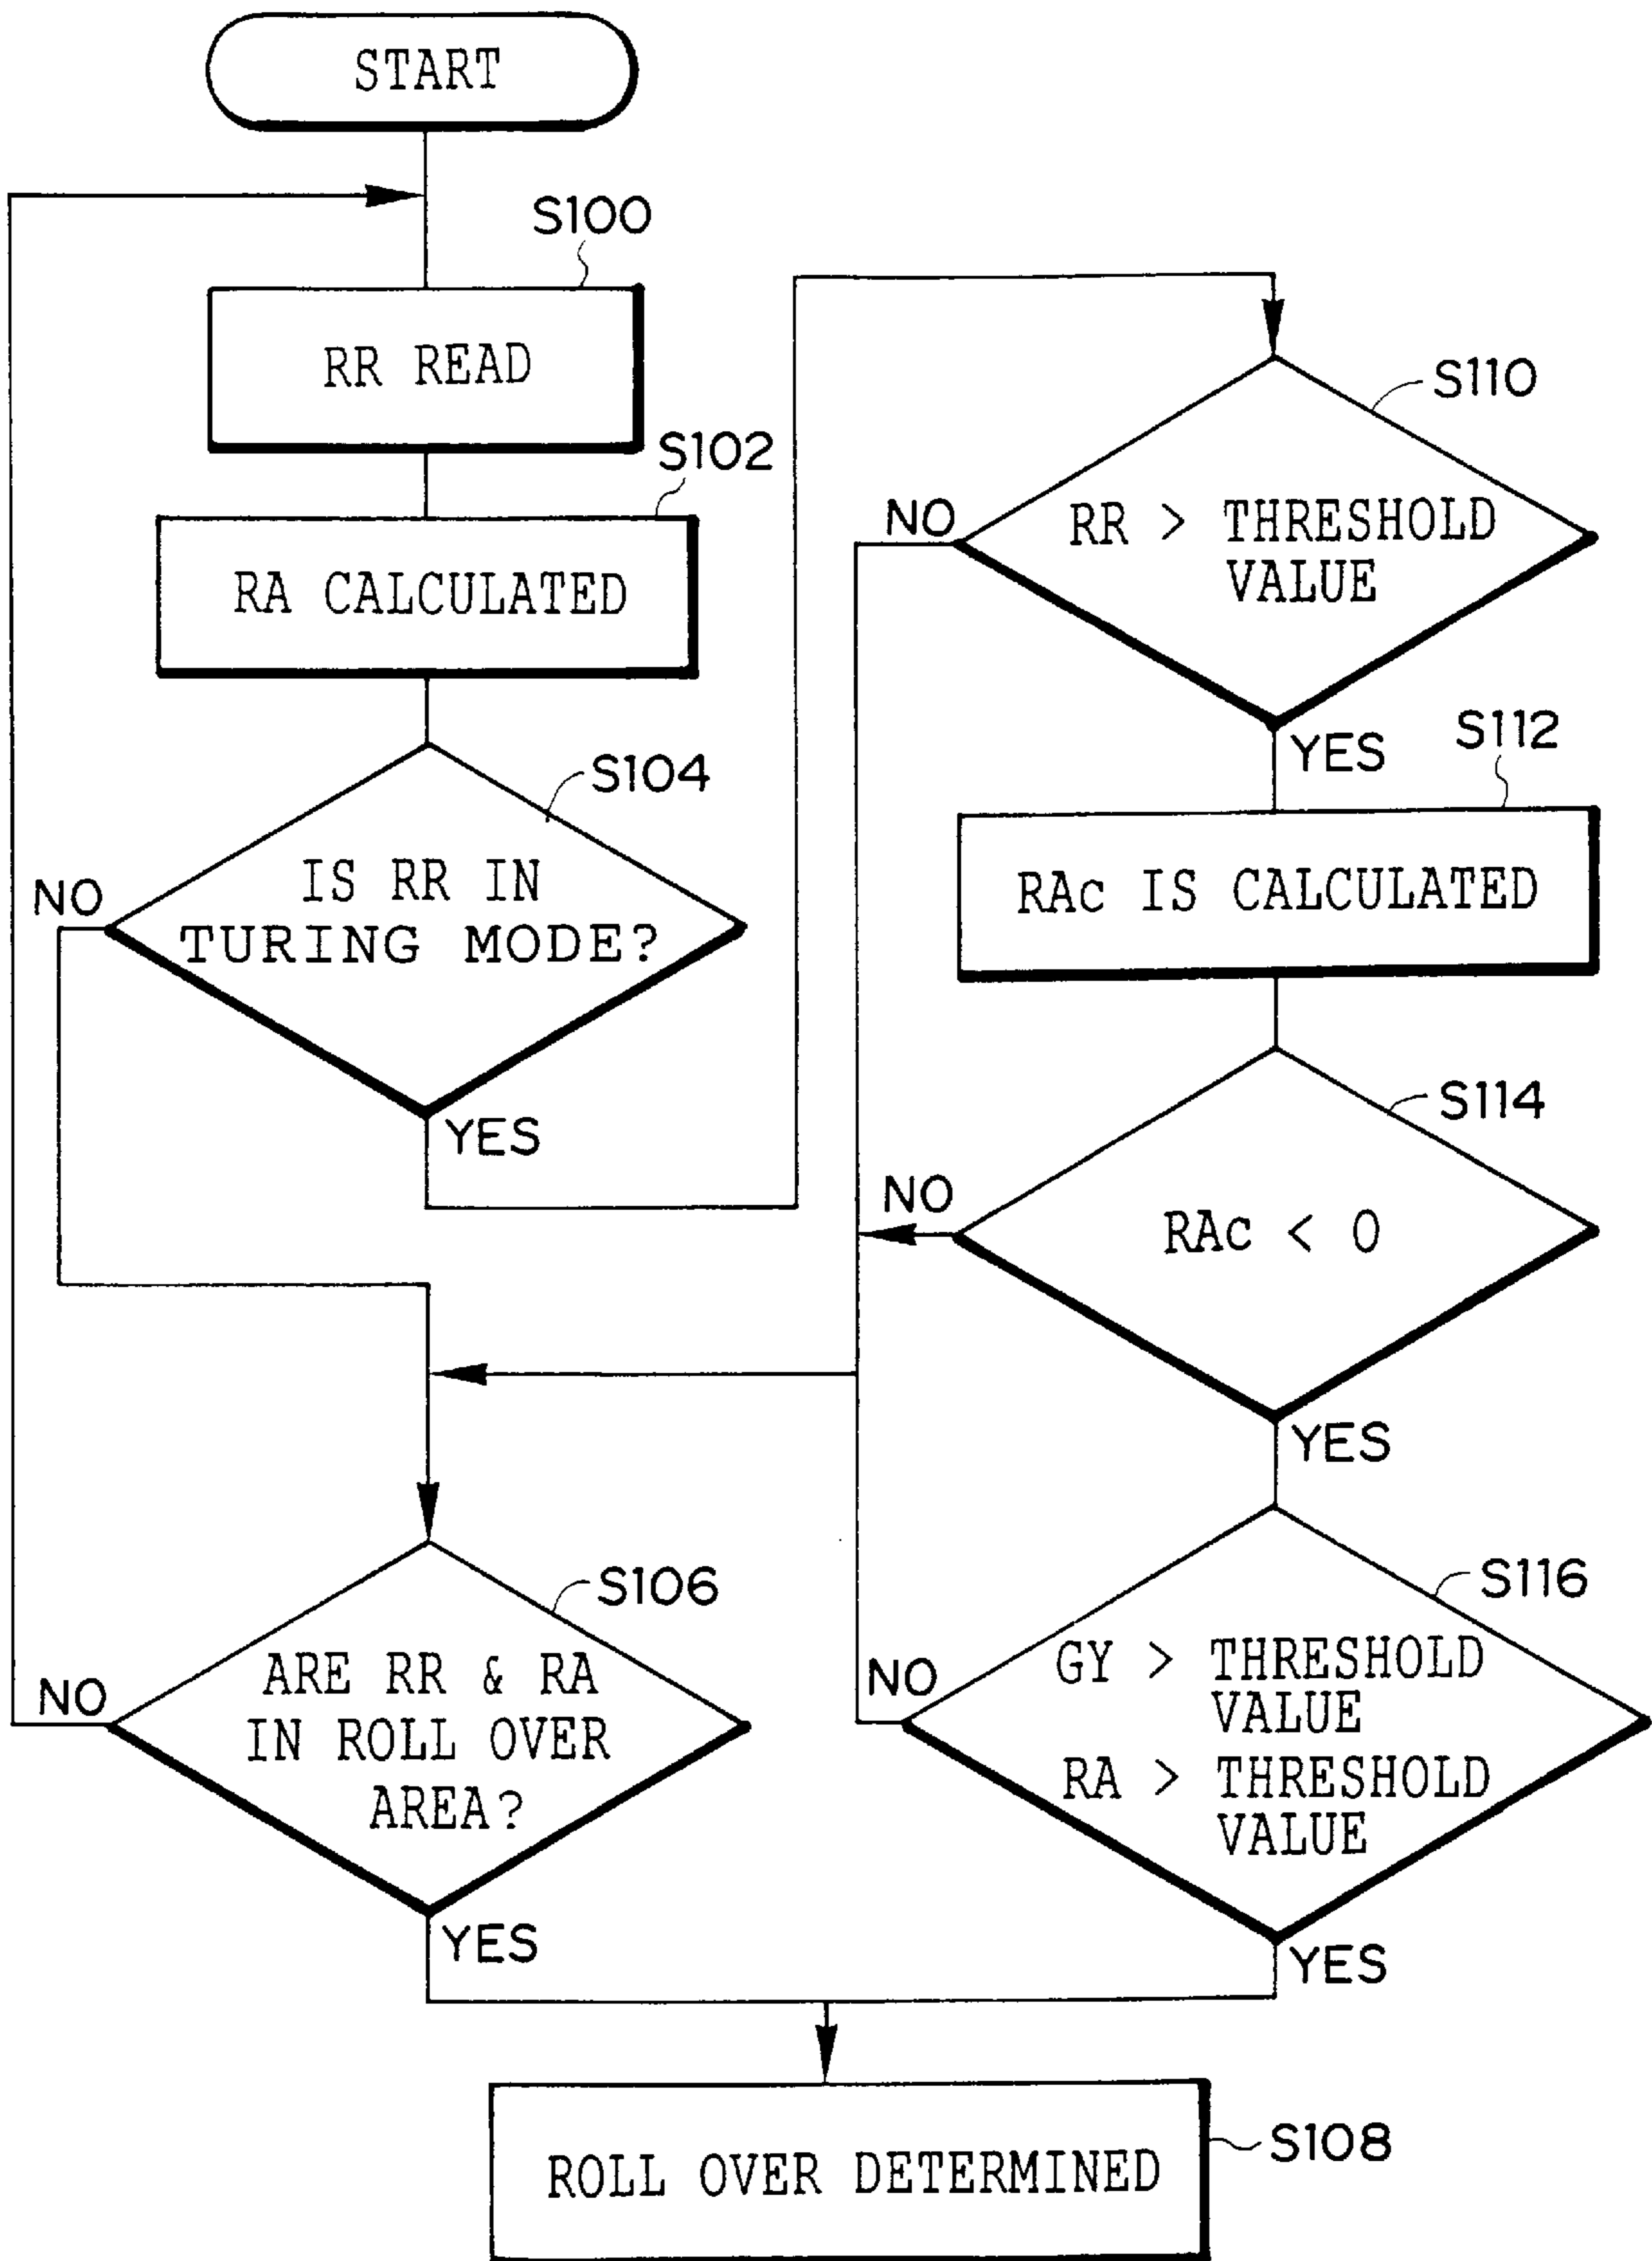 START
S100
RR READ
S102
RA CALCULATED
S104
IS RR IN
TURING MODE?
NO
YES
S106
ARE RR & RA
IN ROLL OVER
AREA?
NO
YES
S110
RR > THRESHOLD
VALUE
NO
YES
S112
RAc IS CALCULATED
S114
RAc < 0
NO
YES
S116
GY > THRESHOLD
VALUE
RA > THRESHOLD
VALUE
NO
YES
S108
ROLL OVER DETERMINED